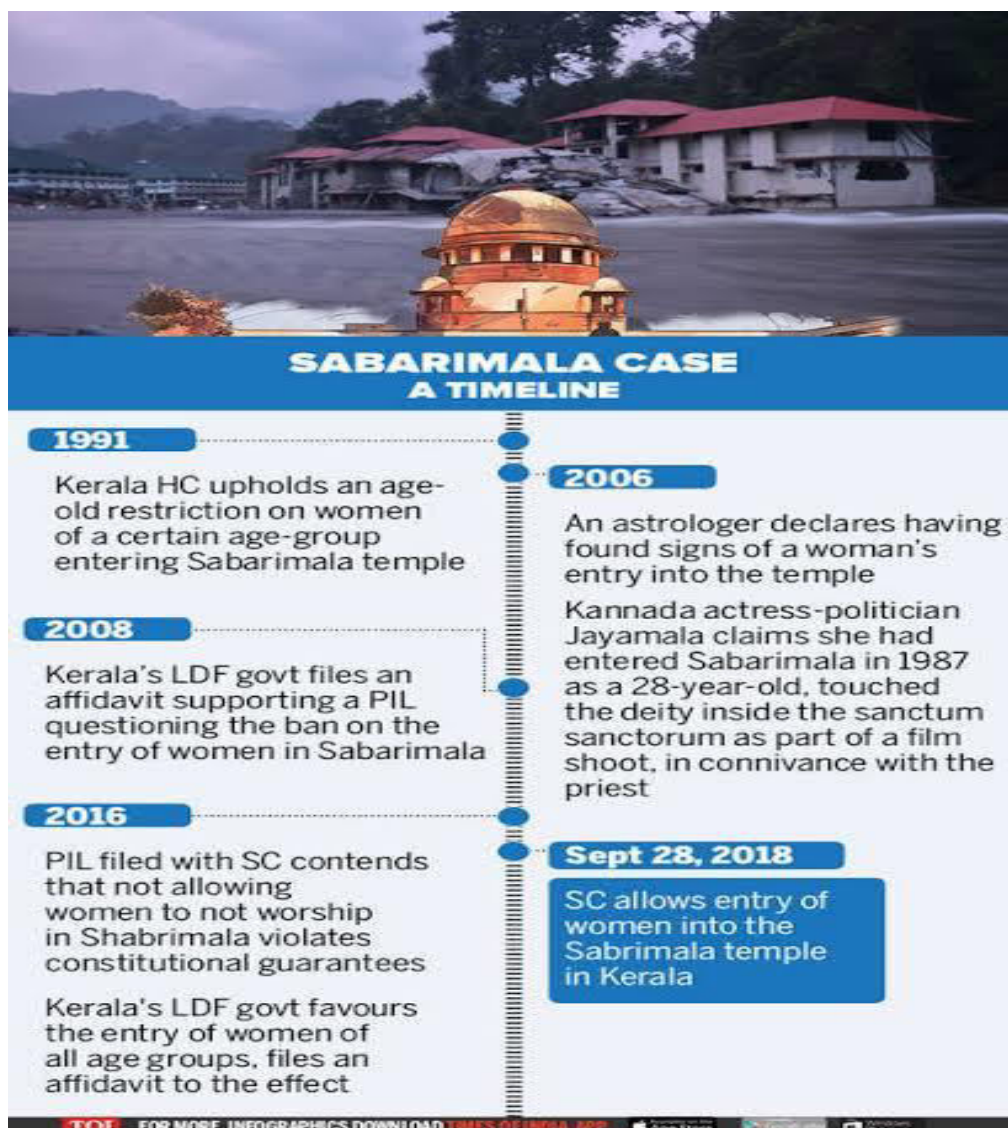 SABARIMALA CASE
A TIMELINE
1991
Kerala HC upholds an age-
old restriction on women
of a certain age-group
entering Sabarimala temple
2006
An astrologer declares having
found signs of a woman's
entry into the temple
Kannada actress-politician
Jayamala claims she had
entered Sabarimala in 1987
as a 28-year-old, touched
the deity inside the sanctum
sanctorum as part of a film
shoot, in connivance with the
priest
2008
Kerala's LDF govt files an
affidavit supporting a PIL
questioning the ban on the
entry of women in Sabarimala
2016
PIL filed with SC contends
that not allowing
women to not worship
in Shabrimala violates
constitutional guarantees
Kerala's LDF govt favours
the entry of women of
all age groups, files an
affidavit to the effect
Sept 28, 2018
SC allows entry of
women into the
Sabrimala temple
in Kerala
TOI FOR MORE INFOGRAPHICS DOWNLOAD TIMES OF INDIA APP